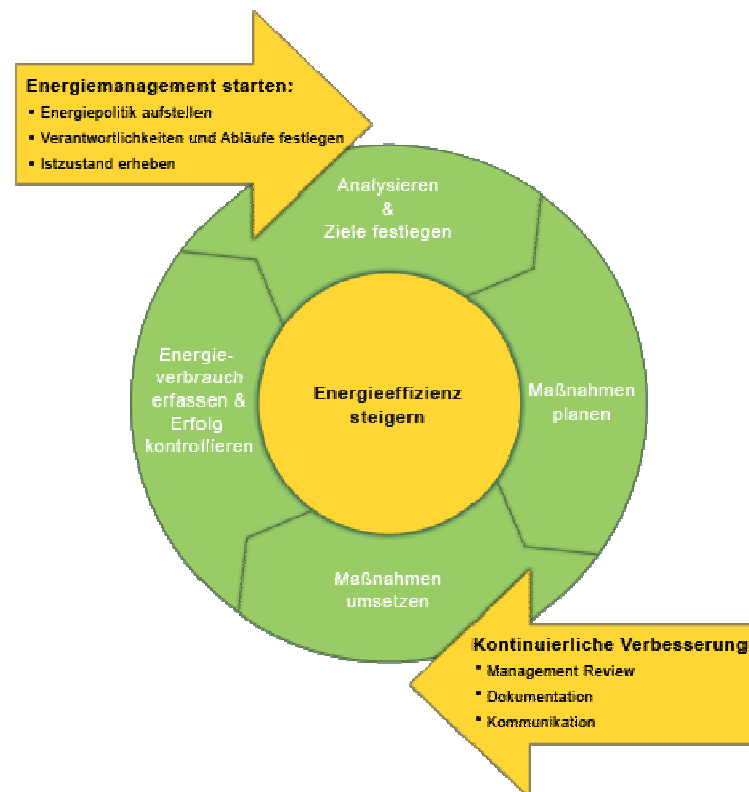 Energiemanagement starten:
▪ Energiepolitik aufstellen
▪ Verantwortlichkeiten und Abläufe festlegen
▪ Istzustand erheben
Analysieren
&
Ziele festlegen
Maßnahmen
planen
Maßnahmen
umsetzen
Energie-
verbrauch
erfassen &
Erfolg
kontrollieren
Energieeffizienz
steigern
Kontinuierliche Verbesserung
▪ Management Review
▪ Dokumentation
▪ Kommunikation